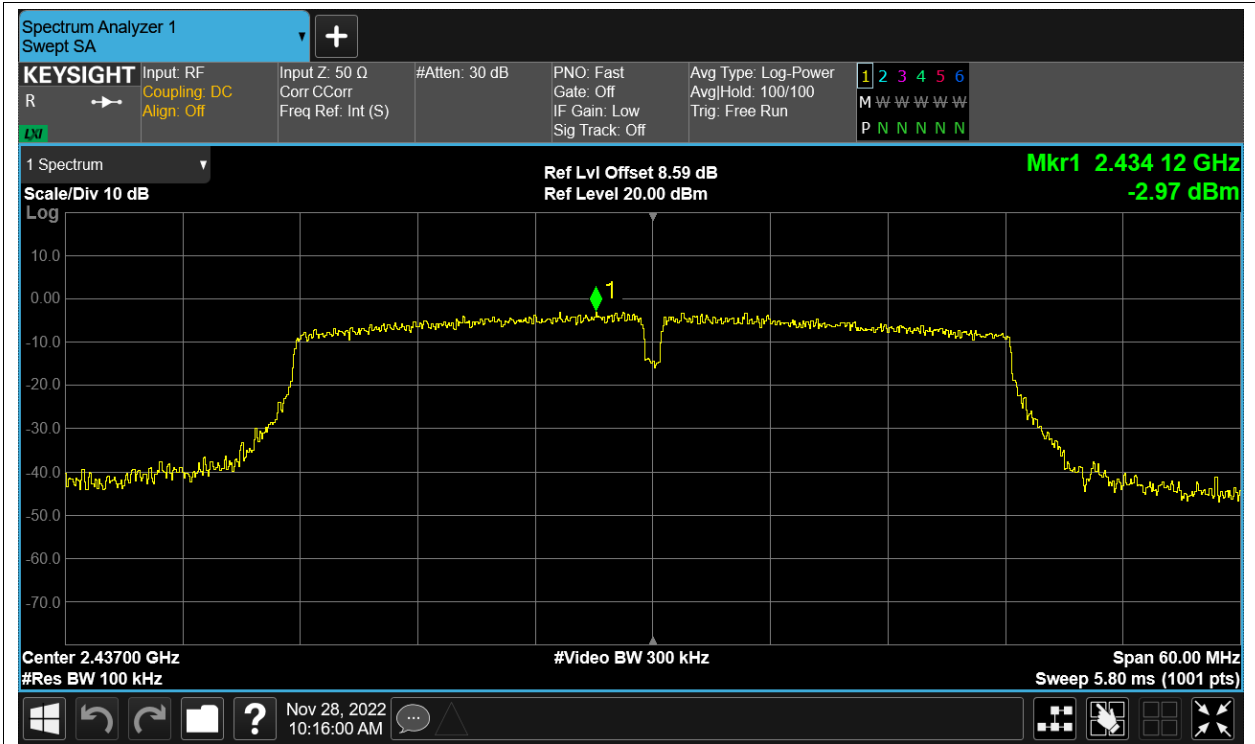 Spectrum Analyzer 1
Swept SA
KEYSIGHT
R
LXI
Input: RF
Coupling: DC
Align: Off
Input Z: 50 Ω
Corr CCorr
Freq Ref: Int (S)
#Atten: 30 dB
PNO: Fast
Gate: Off
IF Gain: Low
Sig Track: Off
Avg Type: Log-Power
Avg|Hold: 100/100
Trig: Free Run
1 2 3 4 5 6
M W W W W W
P N N N N N
1 Spectrum
Scale/Div 10 dB
Log
Ref Lvl Offset 8.59 dB
Ref Level 20.00 dBm
Mkr1 2.434 12 GHz
-2.97 dBm
10.0
0.00
1
-10.0
-20.0
-30.0
-40.0
-50.0
-60.0
-70.0
Center 2.43700 GHz
#Video BW 300 kHz
Span 60.00 MHz
#Res BW 100 kHz
Sweep 5.80 ms (1001 pts)
?
Nov 28, 2022
10:16:00 AM